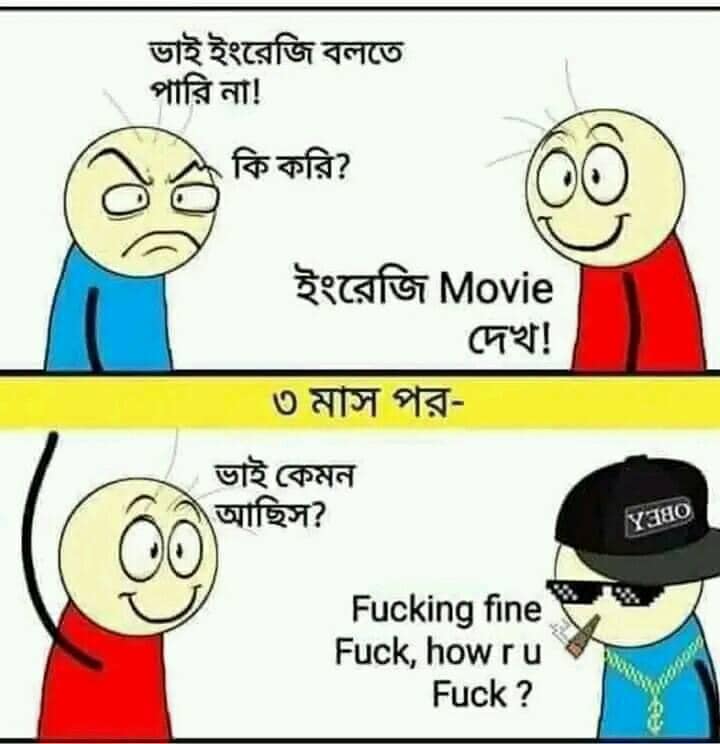 ভাই ইংরেজি বলতে
পারি না!
কি করি?
ইংরেজি Movie
দেখ!
৩ মাস পর-
ভাই কেমন
আছিস?
OBEY
Fucking fine
Fuck, how r u
Fuck ?